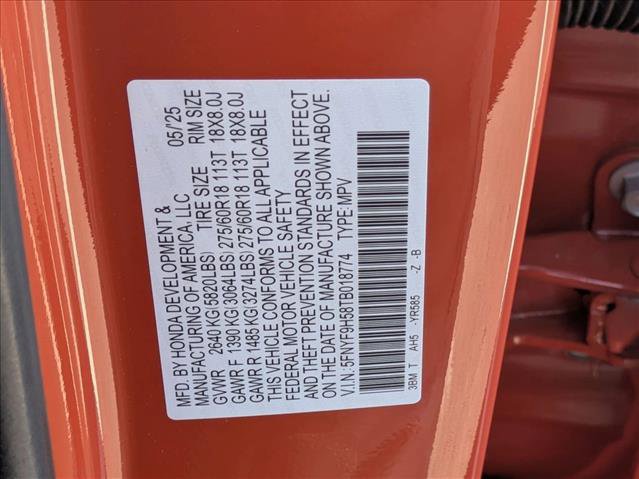 MFD. BY HONDA DEVELOPMENT & 05/25
MANUFACTURING OF AMERICA, LLC
GVWR 2640 KG(5820LBS) TIRE SIZE RIM SIZE
GAWR F 1390 KG(3064LBS) 275/60R18 113T 18X8.0J
GAWR R 1485 KG(3274LBS) 275/60R18 113T 18X8.0J
THIS VEHICLE CONFORMS TO ALL APPLICABLE
FEDERAL MOTOR VEHICLE SAFETY
AND THEFT PREVENTION STANDARDS IN EFFECT
ON THE DATE OF MANUFACTURE SHOWN ABOVE.
V.I.N.:5FNYF9H58TB018774 TYPE:MPV
3BM T AH5 -YR585 -Z -B